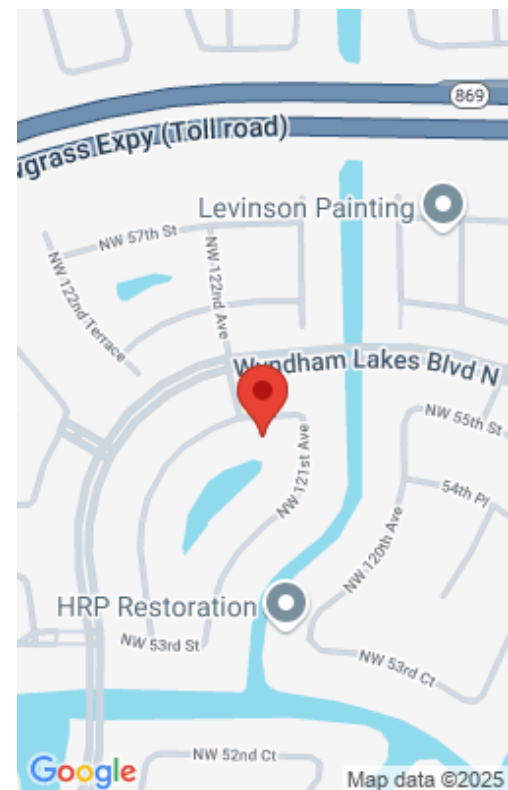 869
wgrass Expy (Toll road)
Levinson Painting
NW 57th St
NW 122nd Ave
NW 122nd Terrace
Wyndham Lakes Blvd N
NW 55th St
NW 121st Ave
54th Pl
NW 120th Ave
HRP Restoration
NW 53rd St
NW 53rd Ct
NW 52nd Ct
Google
Map data ©2025